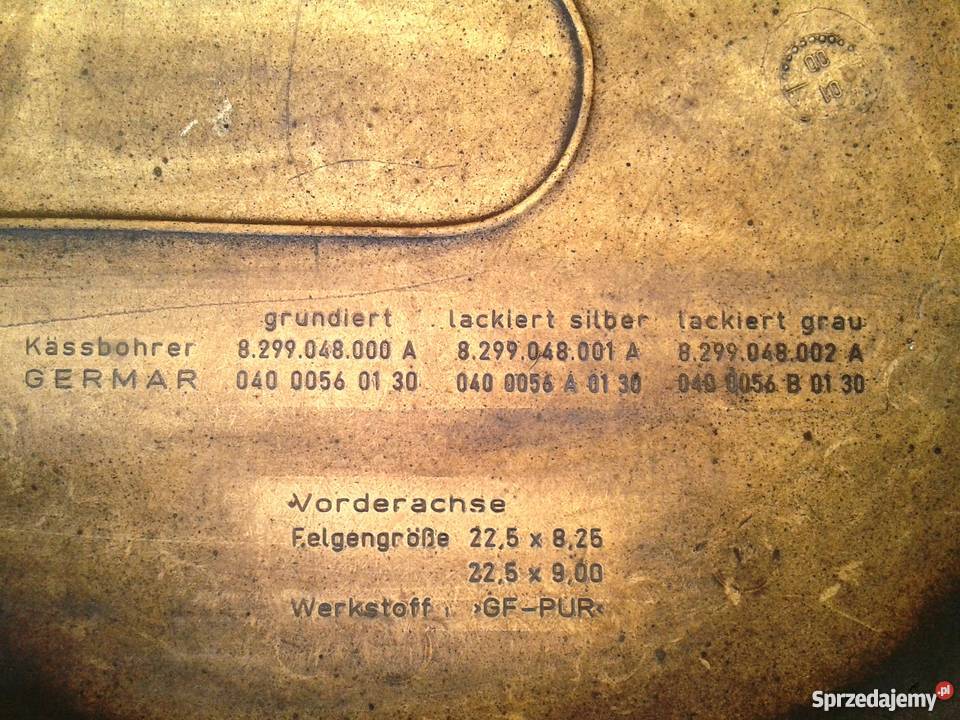 00
01
grundiert lackiert silber lackiert grau
Kässbohrer 8.299.048.000 A 8.299.048.001 A 8.299.048.002 A
GERMAR 040 0056 01 30 040 0056 A 01 30 040 0056 B 01 30
Vorderachse
Felgengröße 22,5 x 8,25
22,5 x 9,00
Werkstoff : >GF-PUR<
Sprzedajemy.pl